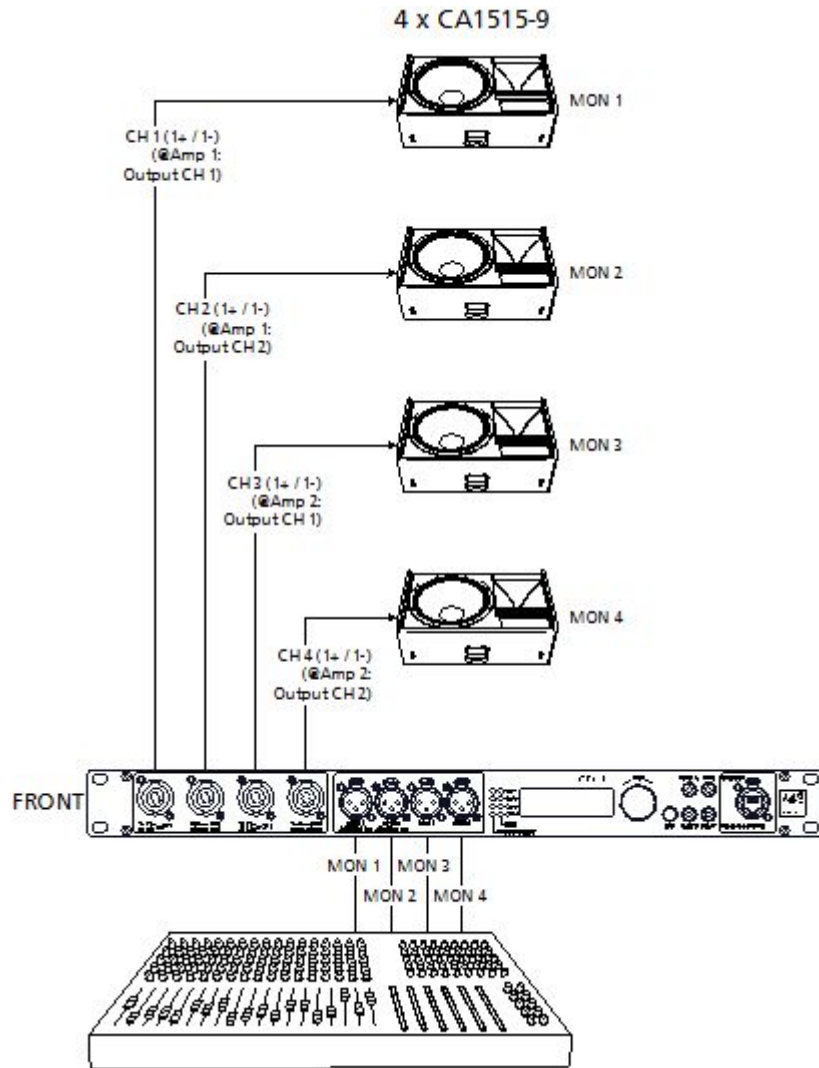 4 x CA1515-9
MON 1
CH 1 (1+ / 1-)
(@Amp 1:
Output CH 1)
MON 2
CH 2 (1+ / 1-)
(@Amp 1:
Output CH 2)
MON 3
CH 3 (1+ / 1-)
(@Amp 2:
Output CH 1)
MON 4
CH 4 (1+ / 1-)
(@Amp 2:
Output CH 2)
FRONT
MON 1
MON 3
MON 2
MON 4